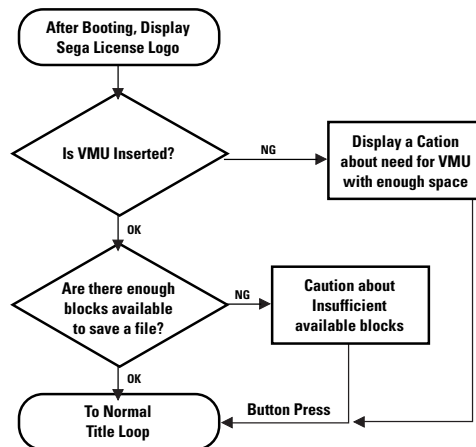 After Booting, Display
Sega License Logo
Is VMU Inserted?
NG
Display a Cation
about need for VMU
with enough space
OK
Are there enough
blocks available
to save a file?
NG
Caution about
Insufficient
available blocks
OK
To Normal
Title Loop
Button Press